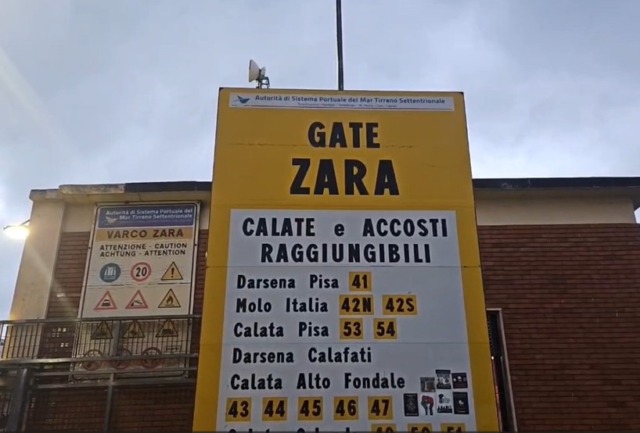 Autorità di Sistema Portuale del Mar Tirreno Settentrionale
GATE
ZARA
CALATE e ACCOSTI
RAGGIUNGIBILI
Darsena Pisa 41
Molo Italia 42N 42S
Calata Pisa 53 54
Darsena Calafati
Calata Alto Fondale
43 44 45 46 47
Autorità di Sistema Portuale del
Mar Tirreno Settentrionale
VARCO ZARA
ATTENZIONE - CAUTION
ACHTUNG - ATTENTION
20